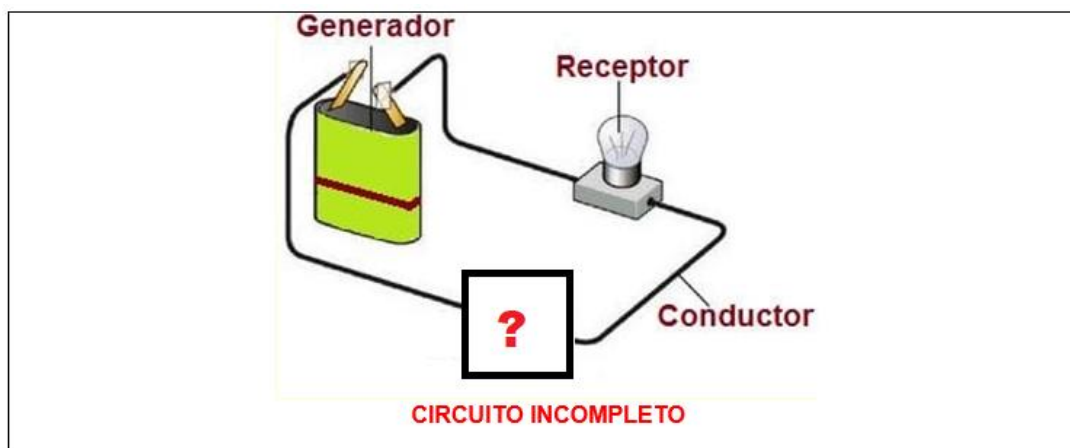 Generador
Receptor
Conductor
?
CIRCUITO INCOMPLETO